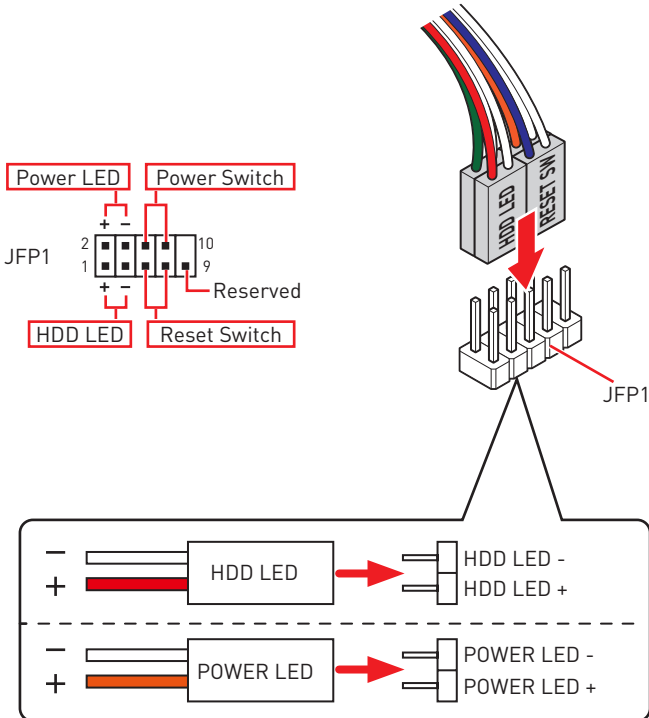 HDD LED
RESET SW
Power LED
Power Switch
+ −
2
10
JFP1
1
9
+ −
Reserved
HDD LED
Reset Switch
JFP1
−
+
HDD LED
HDD LED -
HDD LED +
−
+
POWER LED
POWER LED -
POWER LED +